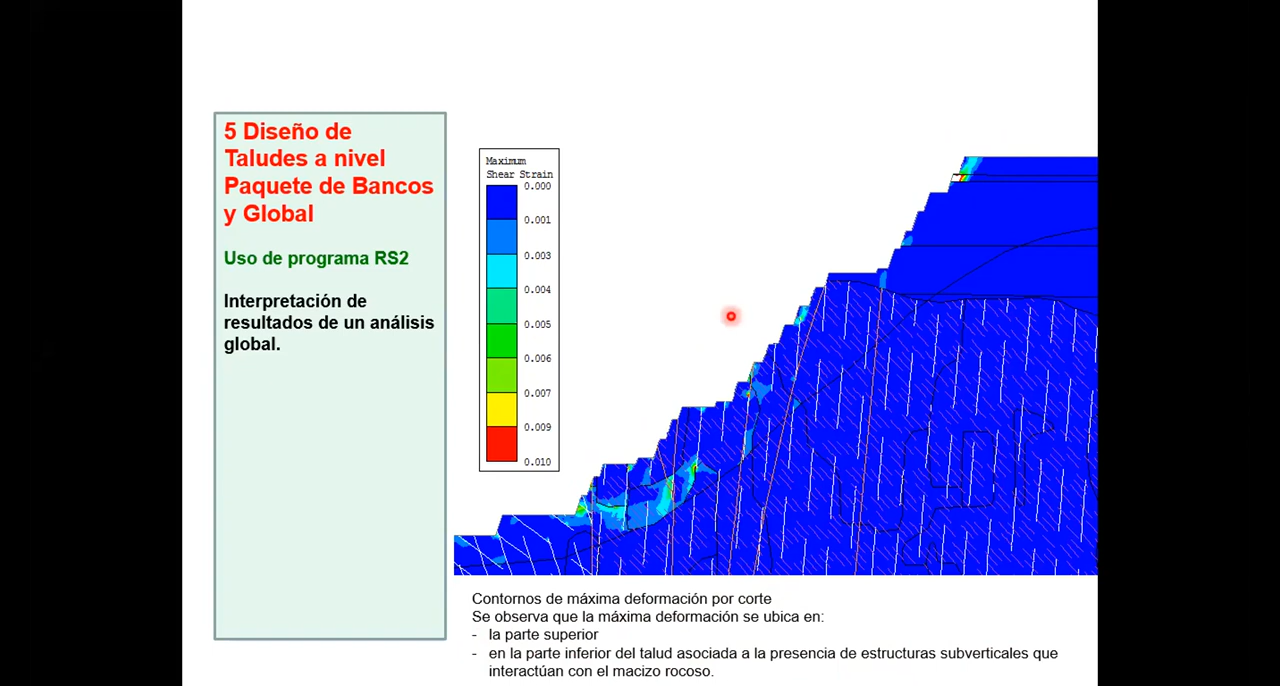 5 Diseño de
Taludes a nivel
Paquete de Bancos
y Global
Uso de programa RS2
Interpretación de
resultados de un análisis
global.
Maximum
Shear Strain
0.000
0.001
0.003
0.004
0.005
0.006
0.007
0.009
0.010
Contornos de máxima deformación por corte
Se observa que la máxima deformación se ubica en:
- la parte superior
- en la parte inferior del talud asociada a la presencia de estructuras subverticales que
interactúan con el macizo rocoso.